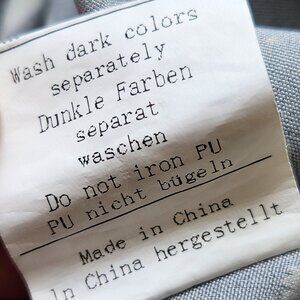 Wash dark colors
separately
Dunkle Farben
separat
waschen
Do not iron PU
PU nicht bügeln
Made in China
In China hergestellt